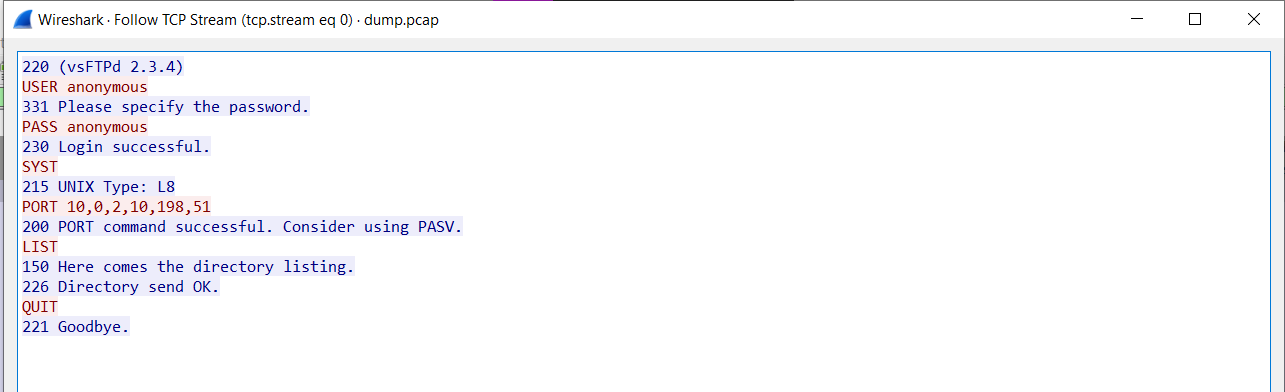 Wireshark · Follow TCP Stream (tcp.stream eq 0) · dump.pcap
220 (vsFTPd 2.3.4)
USER anonymous
331 Please specify the password.
PASS anonymous
230 Login successful.
SYST
215 UNIX Type: L8
PORT 10,0,2,10,198,51
200 PORT command successful. Consider using PASV.
LIST
150 Here comes the directory listing.
226 Directory send OK.
QUIT
221 Goodbye.